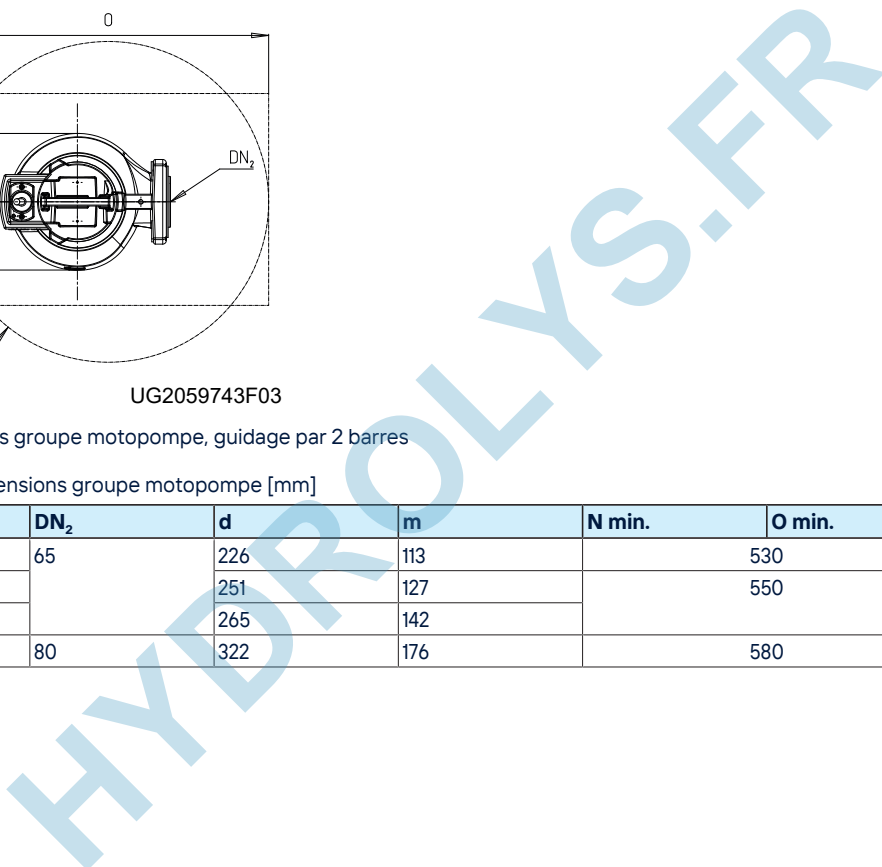 O
DN₂
UG2059743F03
s groupe motopompe, guidage par 2 barres
ensions groupe motopompe [mm]
DN₂ d m N min. O min.
65 226 113 530
251 127 550
265 142
80 322 176 580
HYDROLYS.FR